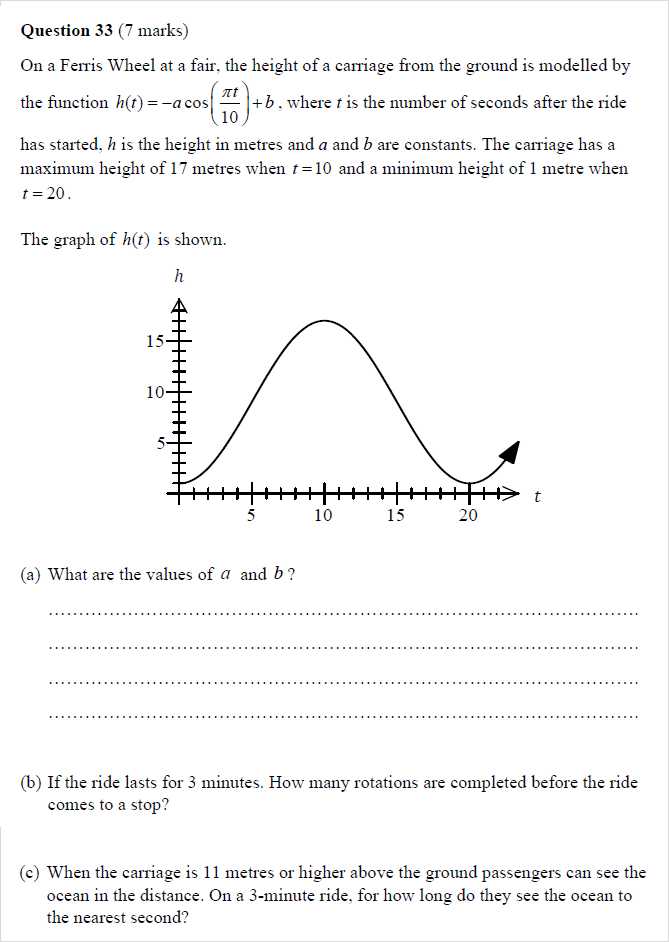 Question 33 (7 marks)
On a Ferris Wheel at a fair, the height of a carriage from the ground is modelled by
the function h(t) = −a cos(πt/10) + b, where t is the number of seconds after the ride
has started, h is the height in metres and a and b are constants. The carriage has a
maximum height of 17 metres when t = 10 and a minimum height of 1 metre when
t = 20.
The graph of h(t) is shown.
h
15
10
5
t
5 10 15 20
(a) What are the values of a and b?
(b) If the ride lasts for 3 minutes. How many rotations are completed before the ride
comes to a stop?
(c) When the carriage is 11 metres or higher above the ground passengers can see the
ocean in the distance. On a 3-minute ride, for how long do they see the ocean to
the nearest second?